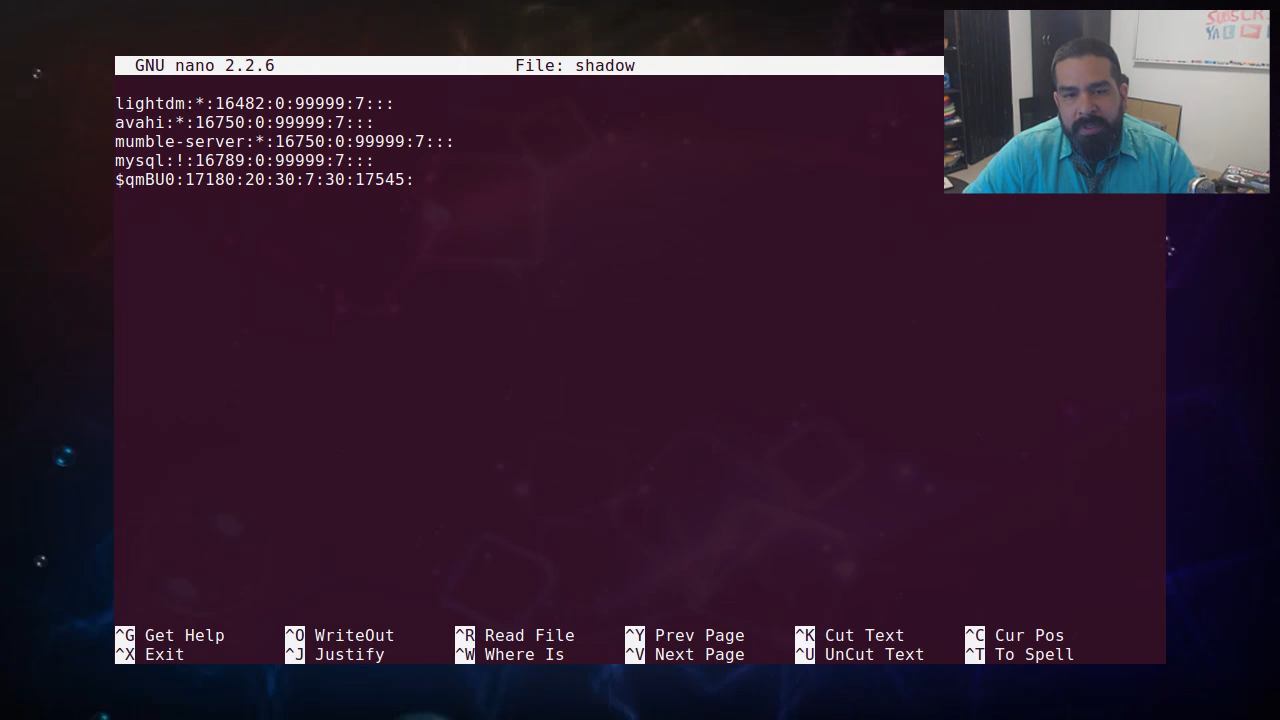 GNU nano 2.2.6 File: shadow
lightdm:*:16482:0:99999:7:::
avahi:*:16750:0:99999:7:::
mumble-server:*:16750:0:99999:7:::
mysql:!:16789:0:99999:7:::
$qmBU0:17180:20:30:7:30:17545:
^G Get Help ^O WriteOut ^R Read File ^Y Prev Page ^K Cut Text ^C Cur Pos
^X Exit ^J Justify ^W Where Is ^V Next Page ^U UnCut Text ^T To Spell